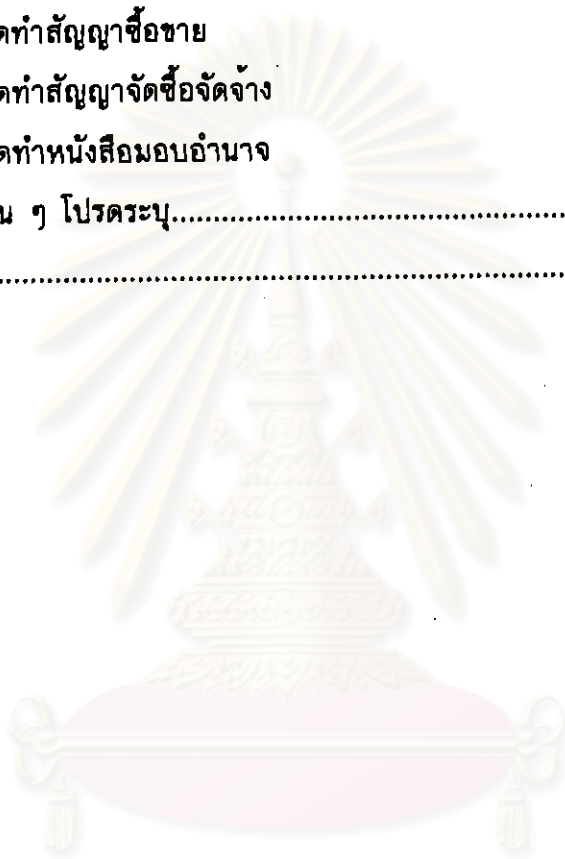 ดทำสัญญาซื้อขาย
ดทำสัญญาจัดซื้อจัดจ้าง
ดทำหนังสือมอบอำนาจ
น ๆ โปรดระบุ................................................
....................................................................